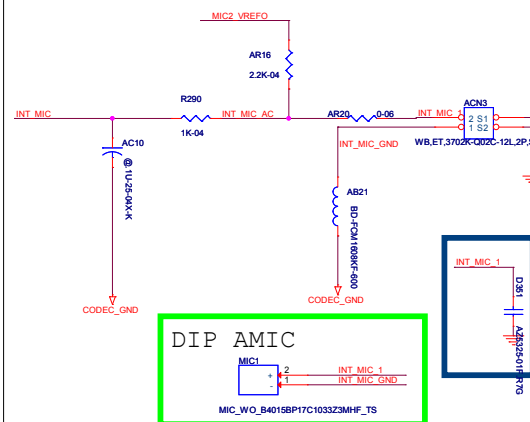 MIC2_VREFO
AR16
2.2K-04
R290
INT_MIC
INT_MIC_AC
AR20
0-06
INT_MIC_1
ACN3
2 S1
1 S2
1K-04
WB,ET,3702K-Q02C-12L,2P,S
AC10
@.1U-25-04X-K
INT_MIC_GND
AB21
BD-FCM1608KF-600
CODEC_GND
CODEC_GND
INT_MIC_1
D351
DIP AMIC
MIC1
+
2
INT_MIC_1
-
1
INT_MIC_GND
MIC_WO_B4015BP17C1033Z3MHF_TS